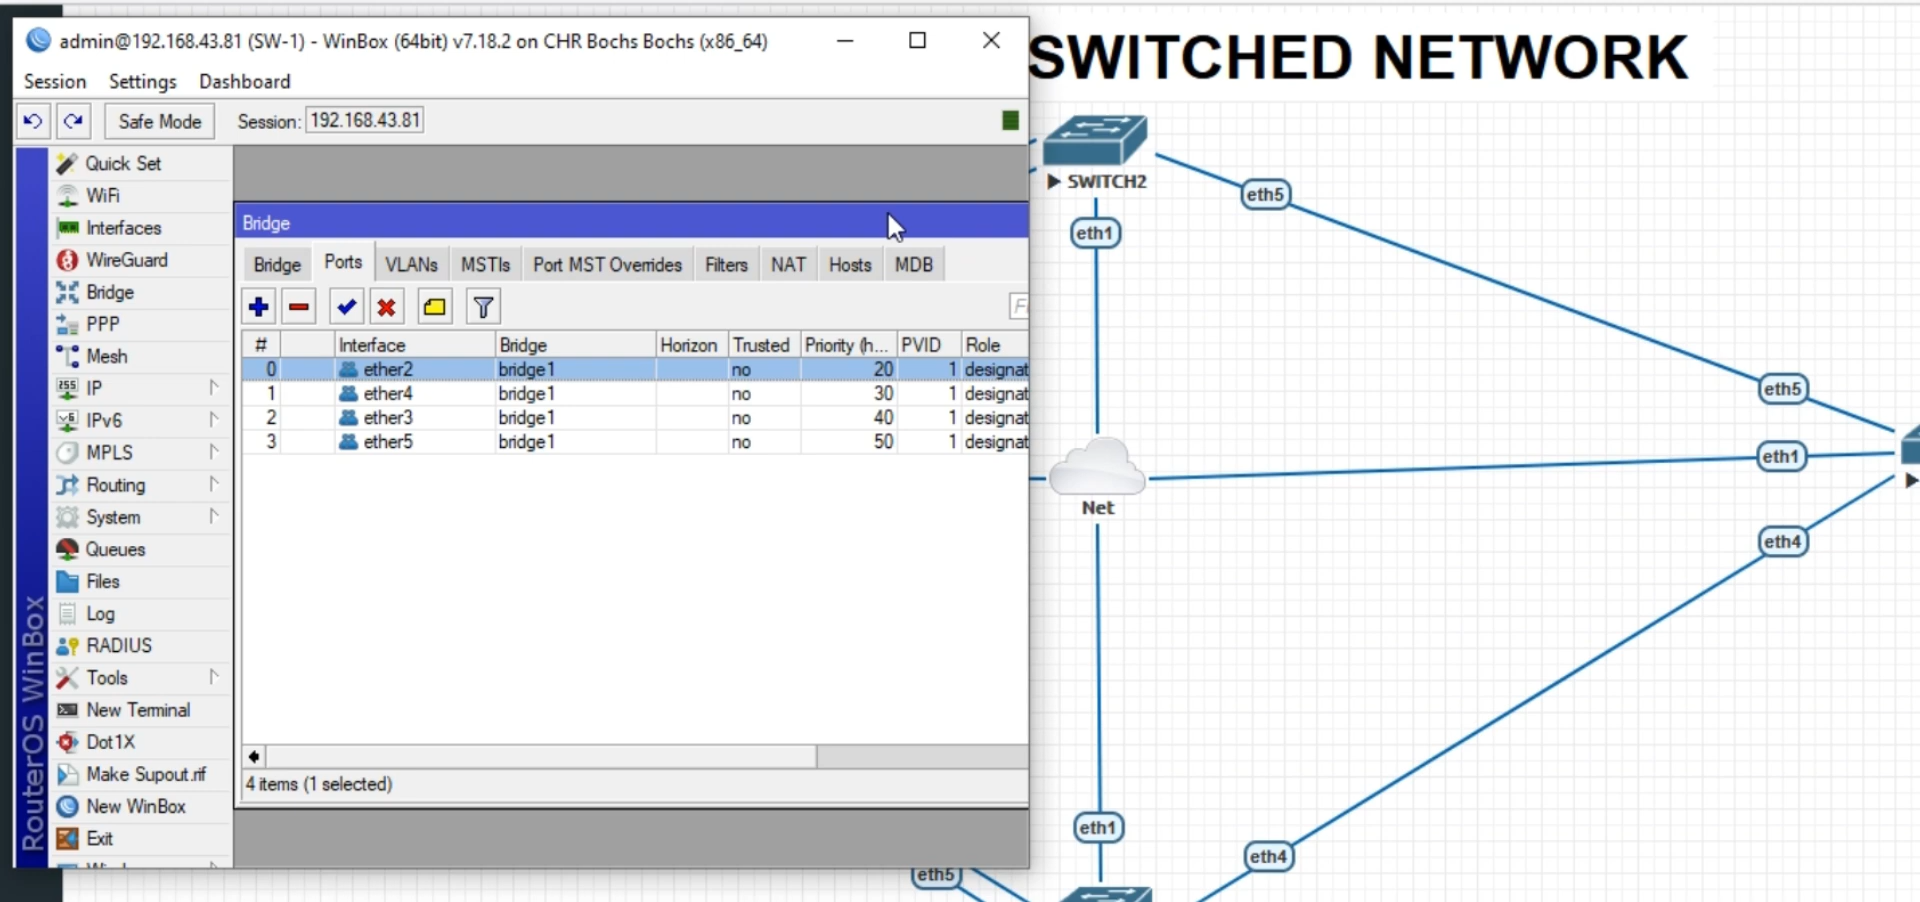 admin@192.168.43.81 (SW-1) - WinBox (64bit) v7.18.2 on CHR Bochs Bochs (x86_64)
Session Settings Dashboard
Safe Mode Session: 192.168.43.81
RouterOS WinBox
Quick Set
WiFi
Interfaces
WireGuard
Bridge
PPP
Mesh
255 IP
v6 IPv6
MPLS
Routing
System
Queues
Files
Log
RADIUS
Tools
New Terminal
Dot1X
Make Supout.rif
New WinBox
Exit
Bridge
Bridge Ports VLANs MSTIs Port MST Overrides Filters NAT Hosts MDB
# Interface Bridge Horizon Trusted Priority (h... PVID Role
0 ether2 bridge1 no 20 1 designat
1 ether4 bridge1 no 30 1 designat
2 ether3 bridge1 no 40 1 designat
3 ether5 bridge1 no 50 1 designat
4 items (1 selected)
SWITCHED NETWORK
SWITCH2
eth5
eth1
eth5
eth1
Net
eth4
eth1
eth4
eth5